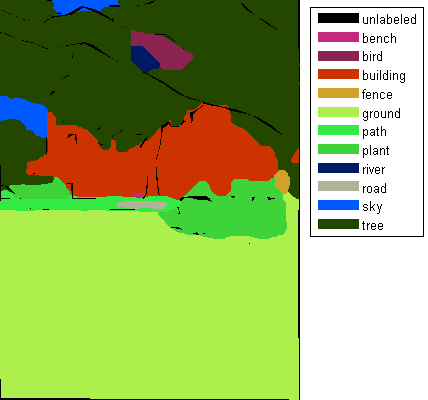 unlabeled
bench
bird
building
fence
ground
path
plant
river
road
sky
tree